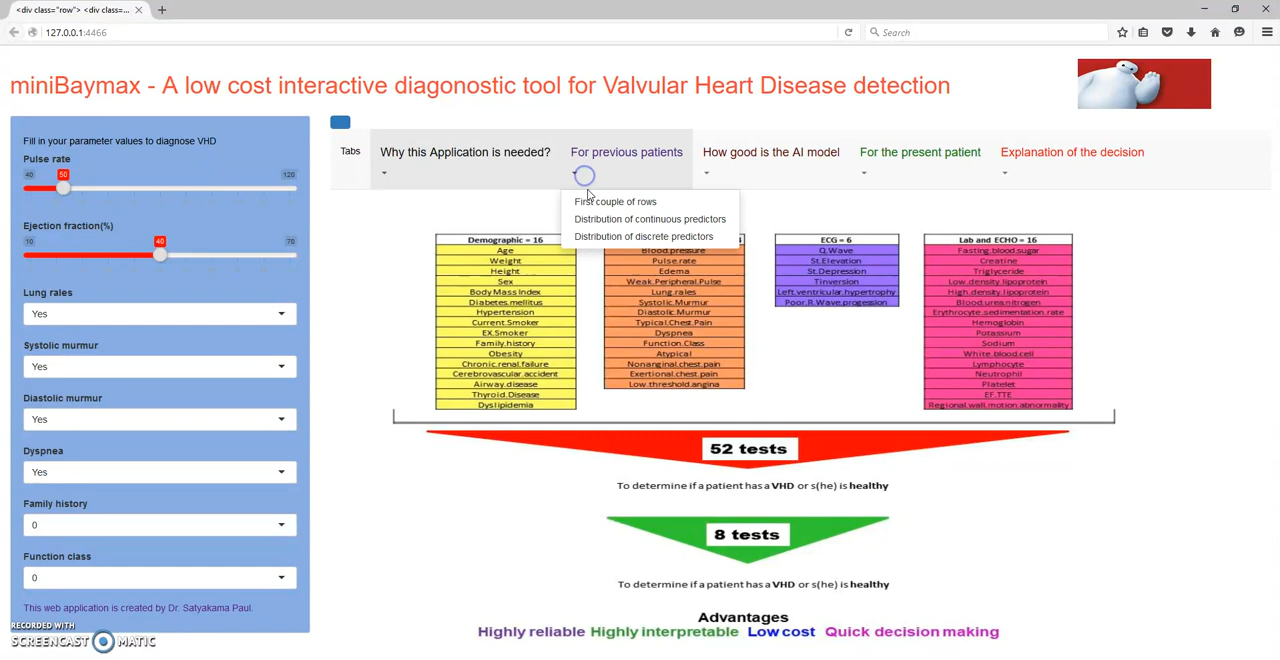 <div class="row"> <div class=...
127.0.0.1:4466
Search
miniBaymax - A low cost interactive diagonostic tool for Valvular Heart Disease detection
Fill in your parameter values to diagnose VHD
Pulse rate
40 50 120
Ejection fraction(%)
10 40 70
Lung rales
Yes
Systolic murmur
Yes
Diastolic murmur
Yes
Dyspnea
Yes
Family history
0
Function class
0
This web application is created by Dr. Satyakama Paul.
RECORDED WITH
SCREENCAST MATIC
Tabs
Why this Application is needed?
For previous patients
How good is the AI model
For the present patient
Explanation of the decision
First couple of rows
Distribution of continuous predictors
Distribution of discrete predictors
Demographic = 16
Age
Weight
Height
Sex
Body Mass Index
Diabetes.mellitus
Hypertension
Current.Smoker
EX.Smoker
Family.history
Obesity
Chronic.renal.failure
Cerebrovascular.accident
Airway.disease
Thyroid.Disease
Dyslipidemia
Blood.pressure
Pulse.rate
Edema
Weak.Peripheral.Pulse
Lung.rales
Systolic.Murmur
Diastolic.Murmur
Typical.Chest.Pain
Dyspnea
Function.Class
Atypical
Nonanginal.chest.pain
Exertional.chest.pain
Low.threshold.angina
ECG = 6
Q.Wave
St.Elevation
St.Depression
Tinversion
Left.ventricular.hypertrophy
Poor.R.Wave.progession
Lab and ECHO = 16
Fasting.blood.sugar
Creatine
Triglyceride
Low.density.lipoprotein
High.density.lipoprotein
Blood.urea.nitrogen
Erythrocyte.sedimentation.rate
Hemoglobin
Potassium
Sodium
White.blood.cell
Lymphocyte
Neutrophil
Platelet
EF.TTE
Regional.wall.motion.abnormality
52 tests
To determine if a patient has a VHD or s(he) is healthy
8 tests
To determine if a patient has a VHD or s(he) is healthy
Advantages
Highly reliable Highly interpretable Low cost Quick decision making